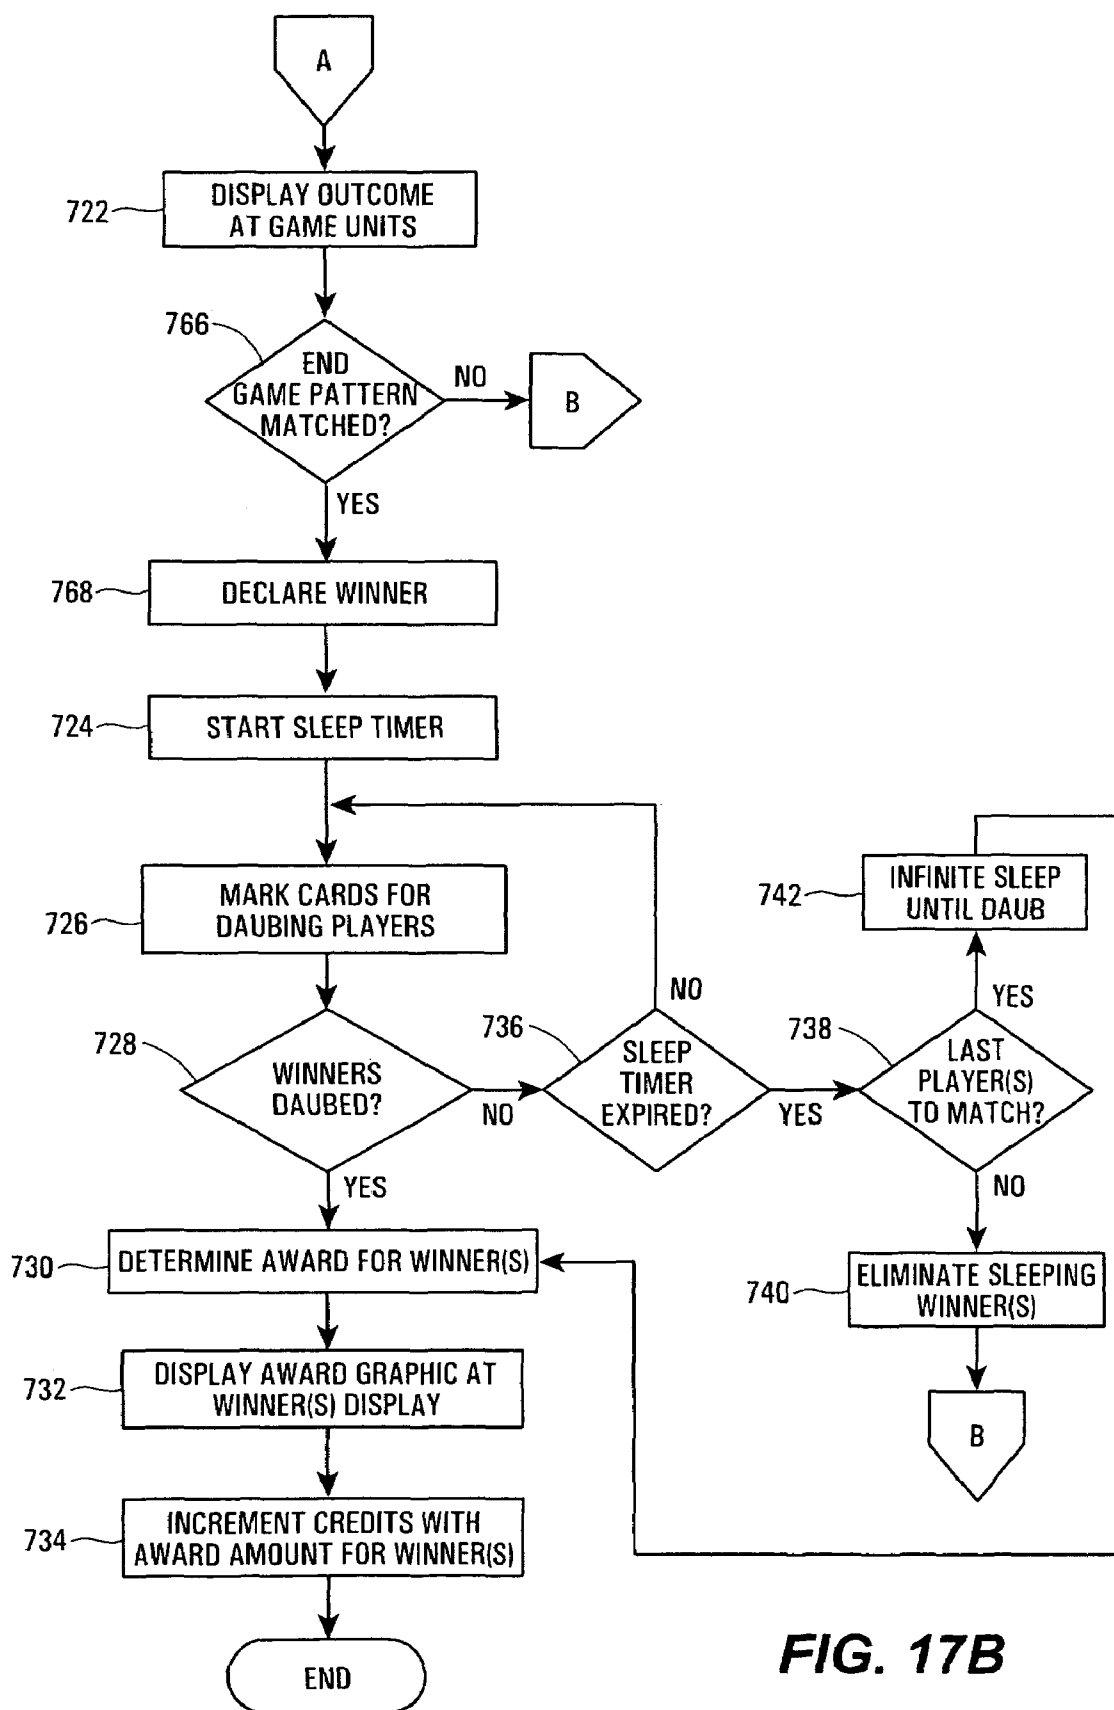 A
722
DISPLAY OUTCOME
AT GAME UNITS
766
END
GAME PATTERN
MATCHED?
NO
B
YES
768
DECLARE WINNER
724
START SLEEP TIMER
726
MARK CARDS FOR
DAUBING PLAYERS
742
INFINITE SLEEP
UNTIL DAUB
728
WINNERS
DAUBED?
NO
YES
736
SLEEP
TIMER
EXPIRED?
NO
YES
738
LAST
PLAYER(S)
TO MATCH?
YES
NO
730
DETERMINE AWARD FOR WINNER(S)
740
ELIMINATE SLEEPING
WINNER(S)
732
DISPLAY AWARD GRAPHIC AT
WINNER(S) DISPLAY
B
734
INCREMENT CREDITS WITH
AWARD AMOUNT FOR WINNER(S)
END
FIG. 17B